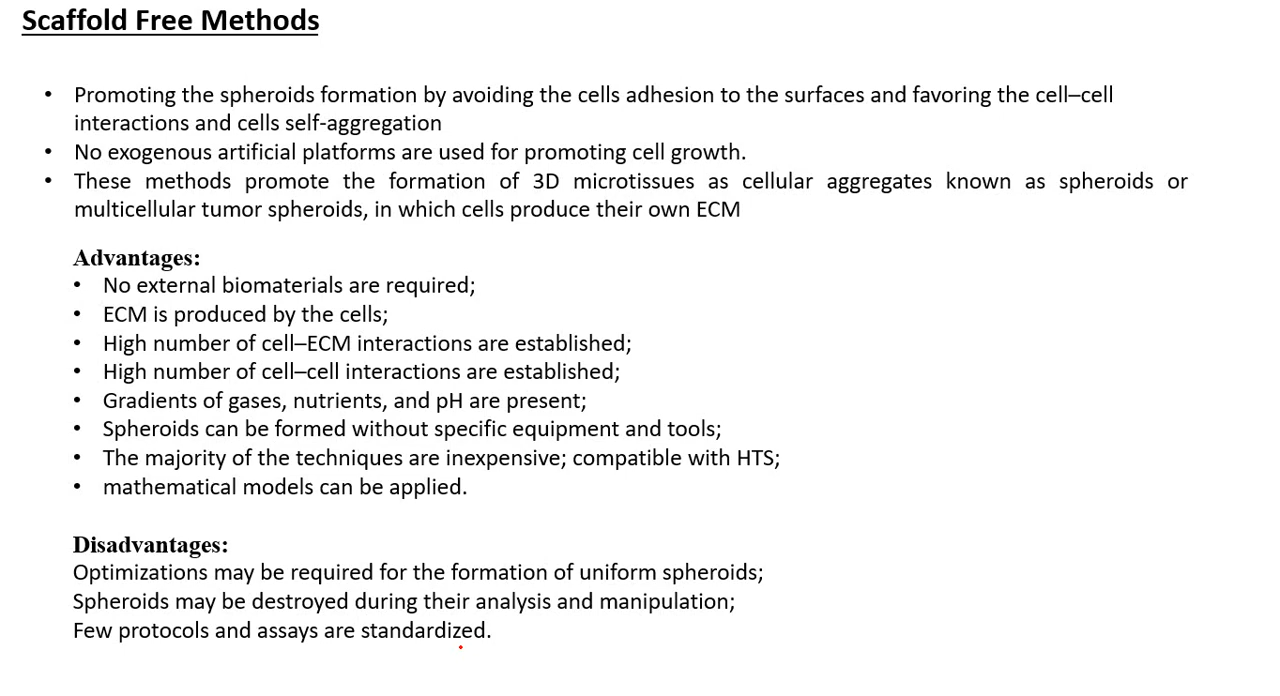 Scaffold Free Methods
• Promoting the spheroids formation by avoiding the cells adhesion to the surfaces and favoring the cell–cell
interactions and cells self-aggregation
• No exogenous artificial platforms are used for promoting cell growth.
• These methods promote the formation of 3D microtissues as cellular aggregates known as spheroids or
multicellular tumor spheroids, in which cells produce their own ECM
Advantages:
• No external biomaterials are required;
• ECM is produced by the cells;
• High number of cell–ECM interactions are established;
• High number of cell–cell interactions are established;
• Gradients of gases, nutrients, and pH are present;
• Spheroids can be formed without specific equipment and tools;
• The majority of the techniques are inexpensive; compatible with HTS;
• mathematical models can be applied.
Disadvantages:
Optimizations may be required for the formation of uniform spheroids;
Spheroids may be destroyed during their analysis and manipulation;
Few protocols and assays are standardized.